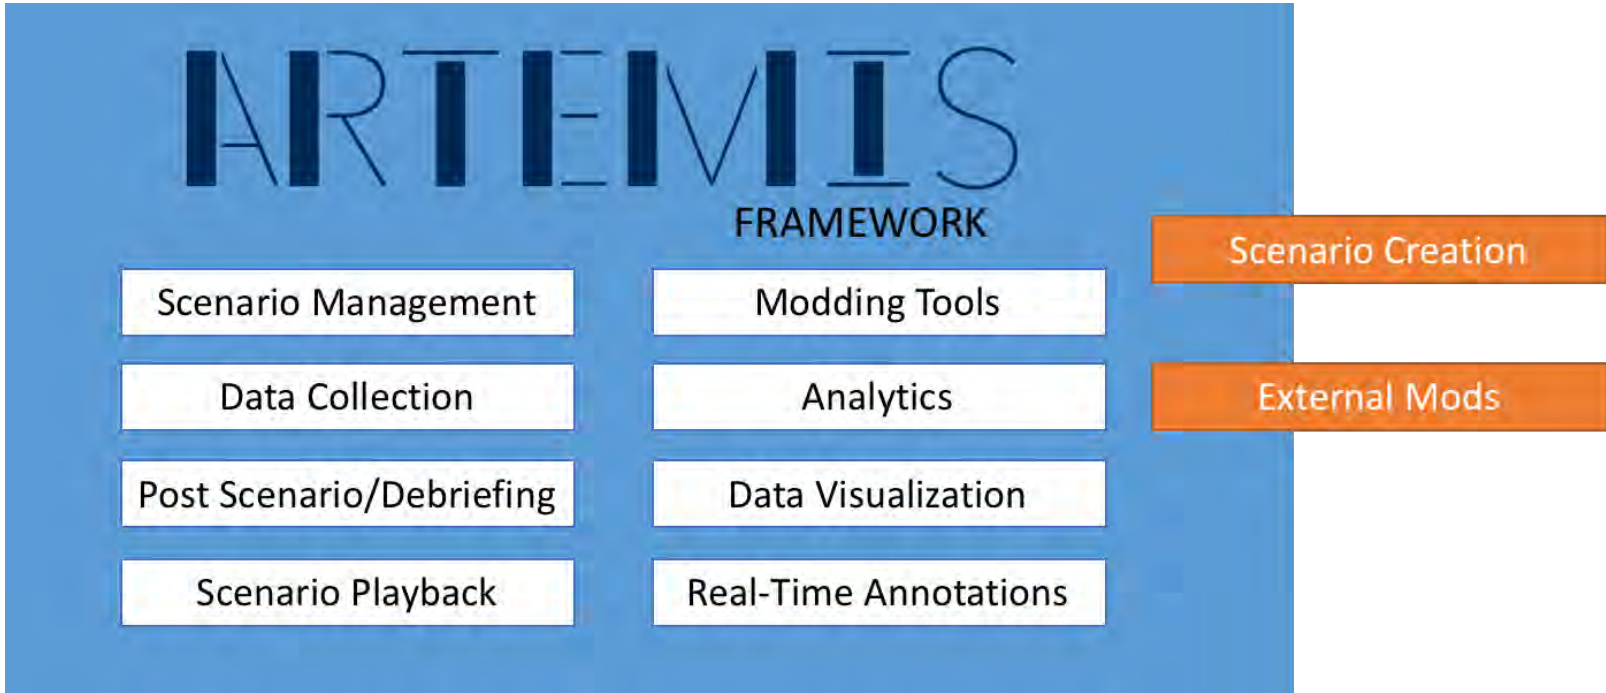 ARTEMIS
FRAMEWORK
Scenario Creation
Scenario Management
Modding Tools
Data Collection
Analytics
External Mods
Post Scenario/Debriefing
Data Visualization
Scenario Playback
Real-Time Annotations